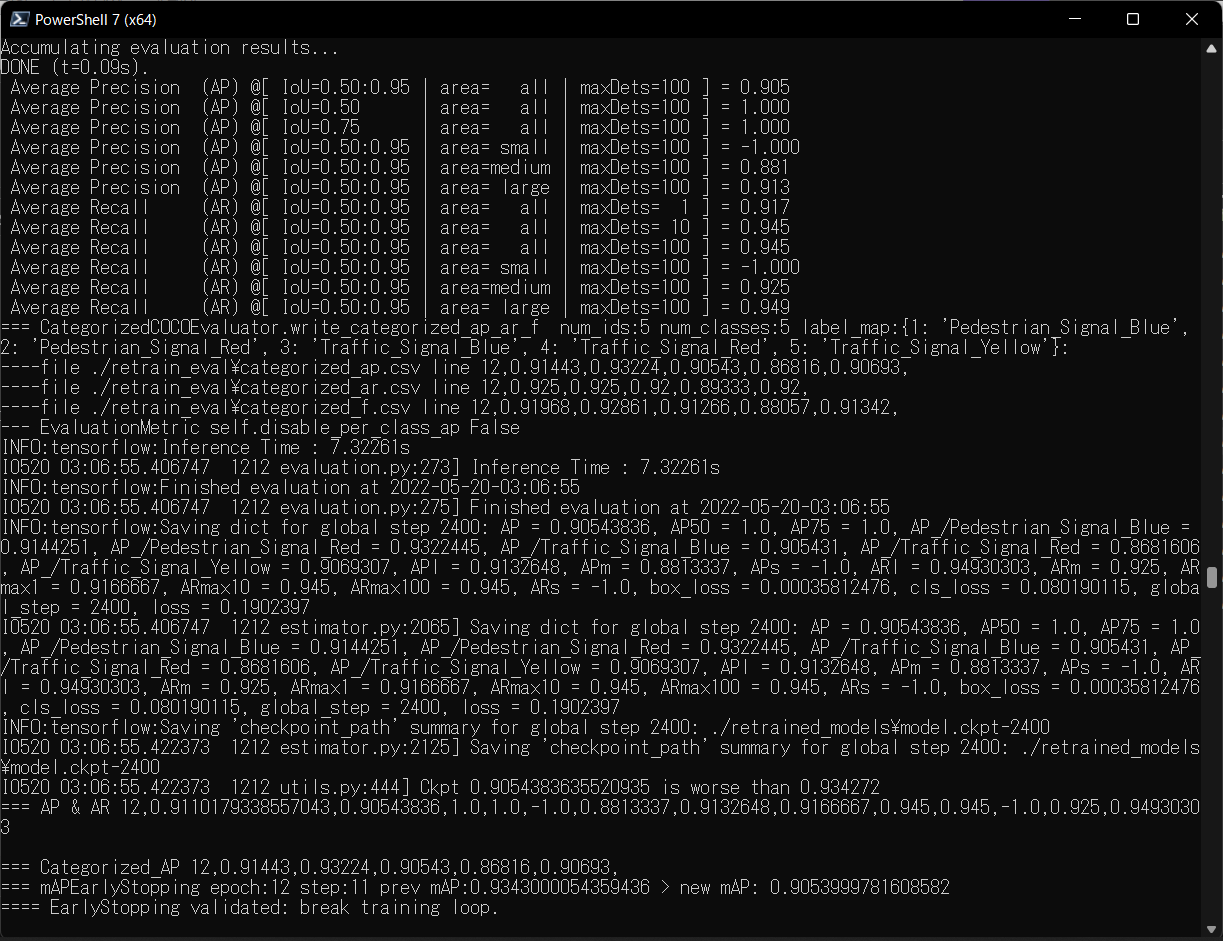 PowerShell 7 (x64)
Accumulating evaluation results...
DONE (t=0.09s).
Average Precision  (AP) @[ IoU=0.50:0.95 | area=   all | maxDets=100 ] = 0.905
Average Precision  (AP) @[ IoU=0.50      | area=   all | maxDets=100 ] = 1.000
Average Precision  (AP) @[ IoU=0.75      | area=   all | maxDets=100 ] = 1.000
Average Precision  (AP) @[ IoU=0.50:0.95 | area= small | maxDets=100 ] = -1.000
Average Precision  (AP) @[ IoU=0.50:0.95 | area=medium | maxDets=100 ] = 0.881
Average Precision  (AP) @[ IoU=0.50:0.95 | area= large | maxDets=100 ] = 0.913
Average Recall     (AR) @[ IoU=0.50:0.95 | area=   all | maxDets=  1 ] = 0.917
Average Recall     (AR) @[ IoU=0.50:0.95 | area=   all | maxDets= 10 ] = 0.945
Average Recall     (AR) @[ IoU=0.50:0.95 | area=   all | maxDets=100 ] = 0.945
Average Recall     (AR) @[ IoU=0.50:0.95 | area= small | maxDets=100 ] = -1.000
Average Recall     (AR) @[ IoU=0.50:0.95 | area=medium | maxDets=100 ] = 0.925
Average Recall     (AR) @[ IoU=0.50:0.95 | area= large | maxDets=100 ] = 0.949
=== CategorizedCOCOEvaluator.write_categorized_ap_ar_f  num_ids:5 num_classes:5 label_map:{1: 'Pedestrian_Signal_Blue',
2: 'Pedestrian_Signal_Red', 3: 'Traffic_Signal_Blue', 4: 'Traffic_Signal_Red', 5: 'Traffic_Signal_Yellow'}:
----file ./retrain_eval¥categorized_ap.csv line 12,0.91443,0.93224,0.90543,0.86816,0.90693,
----file ./retrain_eval¥categorized_ar.csv line 12,0.925,0.925,0.92,0.89333,0.92,
----file ./retrain_eval¥categorized_f.csv line 12,0.91968,0.92861,0.91266,0.88057,0.91342,
--- EvaluationMetric self.disable_per_class_ap False
INFO:tensorflow:Inference Time : 7.32261s
I0520 03:06:55.406747  1212 evaluation.py:273] Inference Time : 7.32261s
INFO:tensorflow:Finished evaluation at 2022-05-20-03:06:55
I0520 03:06:55.406747  1212 evaluation.py:275] Finished evaluation at 2022-05-20-03:06:55
INFO:tensorflow:Saving dict for global step 2400: AP = 0.90543836, AP50 = 1.0, AP75 = 1.0, AP_/Pedestrian_Signal_Blue =
0.9144251, AP_/Pedestrian_Signal_Red = 0.9322445, AP_/Traffic_Signal_Blue = 0.905431, AP_/Traffic_Signal_Red = 0.8681606
, AP_/Traffic_Signal_Yellow = 0.9069307, APl = 0.9132648, APm = 0.8813337, APs = -1.0, ARl = 0.94930303, ARm = 0.925, AR
max1 = 0.9166667, ARmax10 = 0.945, ARmax100 = 0.945, ARs = -1.0, box_loss = 0.00035812476, cls_loss = 0.080190115, globa
l_step = 2400, loss = 0.1902397
I0520 03:06:55.406747  1212 estimator.py:2065] Saving dict for global step 2400: AP = 0.90543836, AP50 = 1.0, AP75 = 1.0
, AP_/Pedestrian_Signal_Blue = 0.9144251, AP_/Pedestrian_Signal_Red = 0.9322445, AP_/Traffic_Signal_Blue = 0.905431, AP_
/Traffic_Signal_Red = 0.8681606, AP_/Traffic_Signal_Yellow = 0.9069307, APl = 0.9132648, APm = 0.8813337, APs = -1.0, AR
l = 0.94930303, ARm = 0.925, ARmax1 = 0.9166667, ARmax10 = 0.945, ARmax100 = 0.945, ARs = -1.0, box_loss = 0.00035812476
, cls_loss = 0.080190115, global_step = 2400, loss = 0.1902397
INFO:tensorflow:Saving 'checkpoint_path' summary for global step 2400: ./retrained_models¥model.ckpt-2400
I0520 03:06:55.422373  1212 estimator.py:2125] Saving 'checkpoint_path' summary for global step 2400: ./retrained_models
¥model.ckpt-2400
I0520 03:06:55.422373  1212 utils.py:444] Ckpt 0.9054383635520935 is worse than 0.934272
=== AP & AR 12,0.9110179338557043,0.90543836,1.0,1.0,-1.0,0.8813337,0.9132648,0.9166667,0.945,0.945,-1.0,0.925,0.9493030
3
=== Categorized_AP 12,0.91443,0.93224,0.90543,0.86816,0.90693,
=== mAPEarlyStopping epoch:12 step:11 prev mAP:0.9343000054359436 > new mAP: 0.9053999781608582
==== EarlyStopping validated: break training loop.